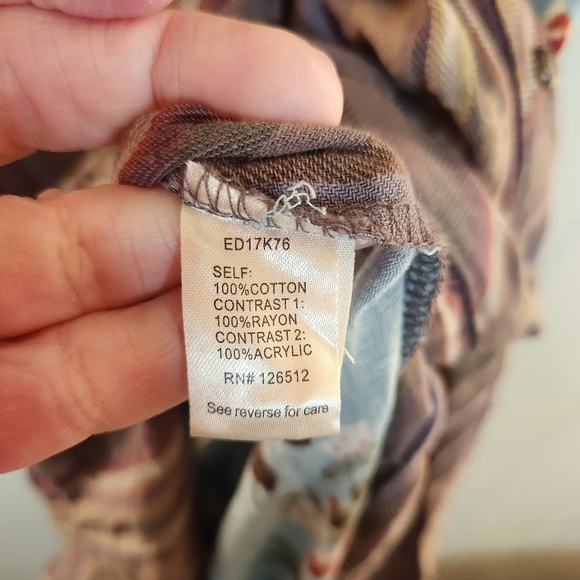 ED17K76
SELF:
100%COTTON
CONTRAST 1:
100%RAYON
CONTRAST 2:
100%ACRYLIC
RN# 126512
See reverse for care